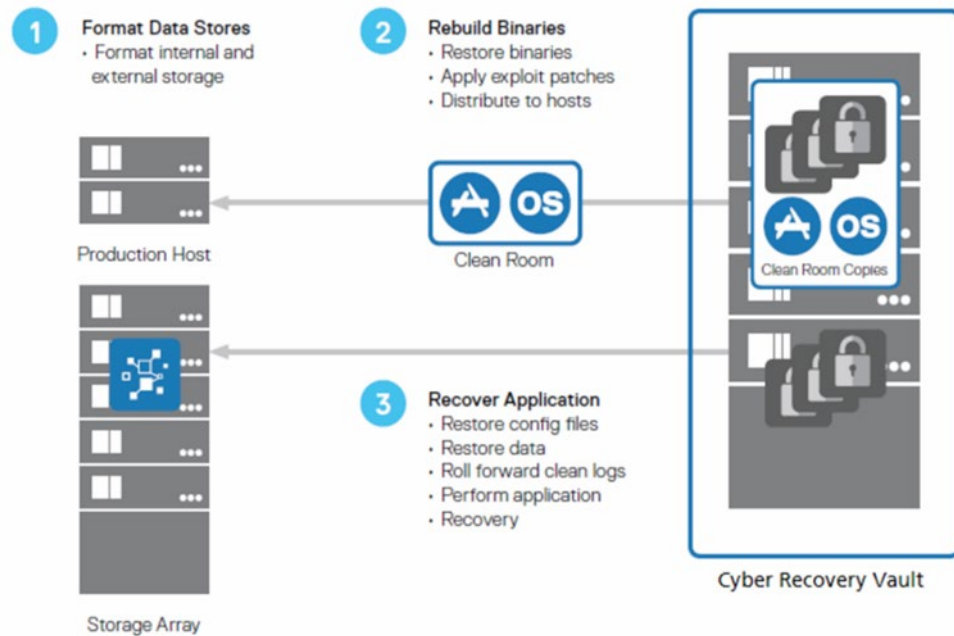 1
Format Data Stores
• Format internal and
external storage
2
Rebuild Binaries
• Restore binaries
• Apply exploit patches
• Distribute to hosts
Production Host
OS
Clean Room
OS
Clean Room Copies
3
Recover Application
• Restore config files
• Restore data
• Roll forward clean logs
• Perform application
• Recovery
Storage Array
Cyber Recovery Vault